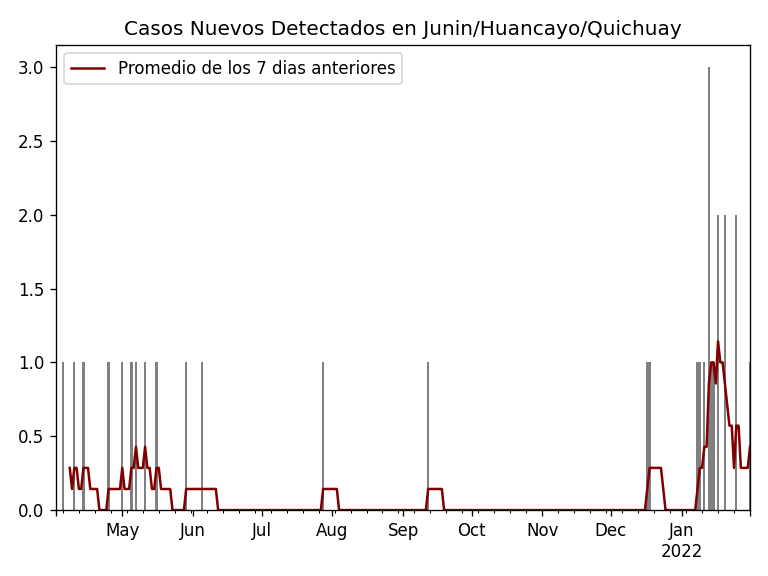 Casos Nuevos Detectados en Junin/Huancayo/Quichuay
Promedio de los 7 dias anteriores
3.0
2.5
2.0
1.5
1.0
0.5
0.0
May Jun Jul Aug Sep Oct Nov Dec Jan
2022